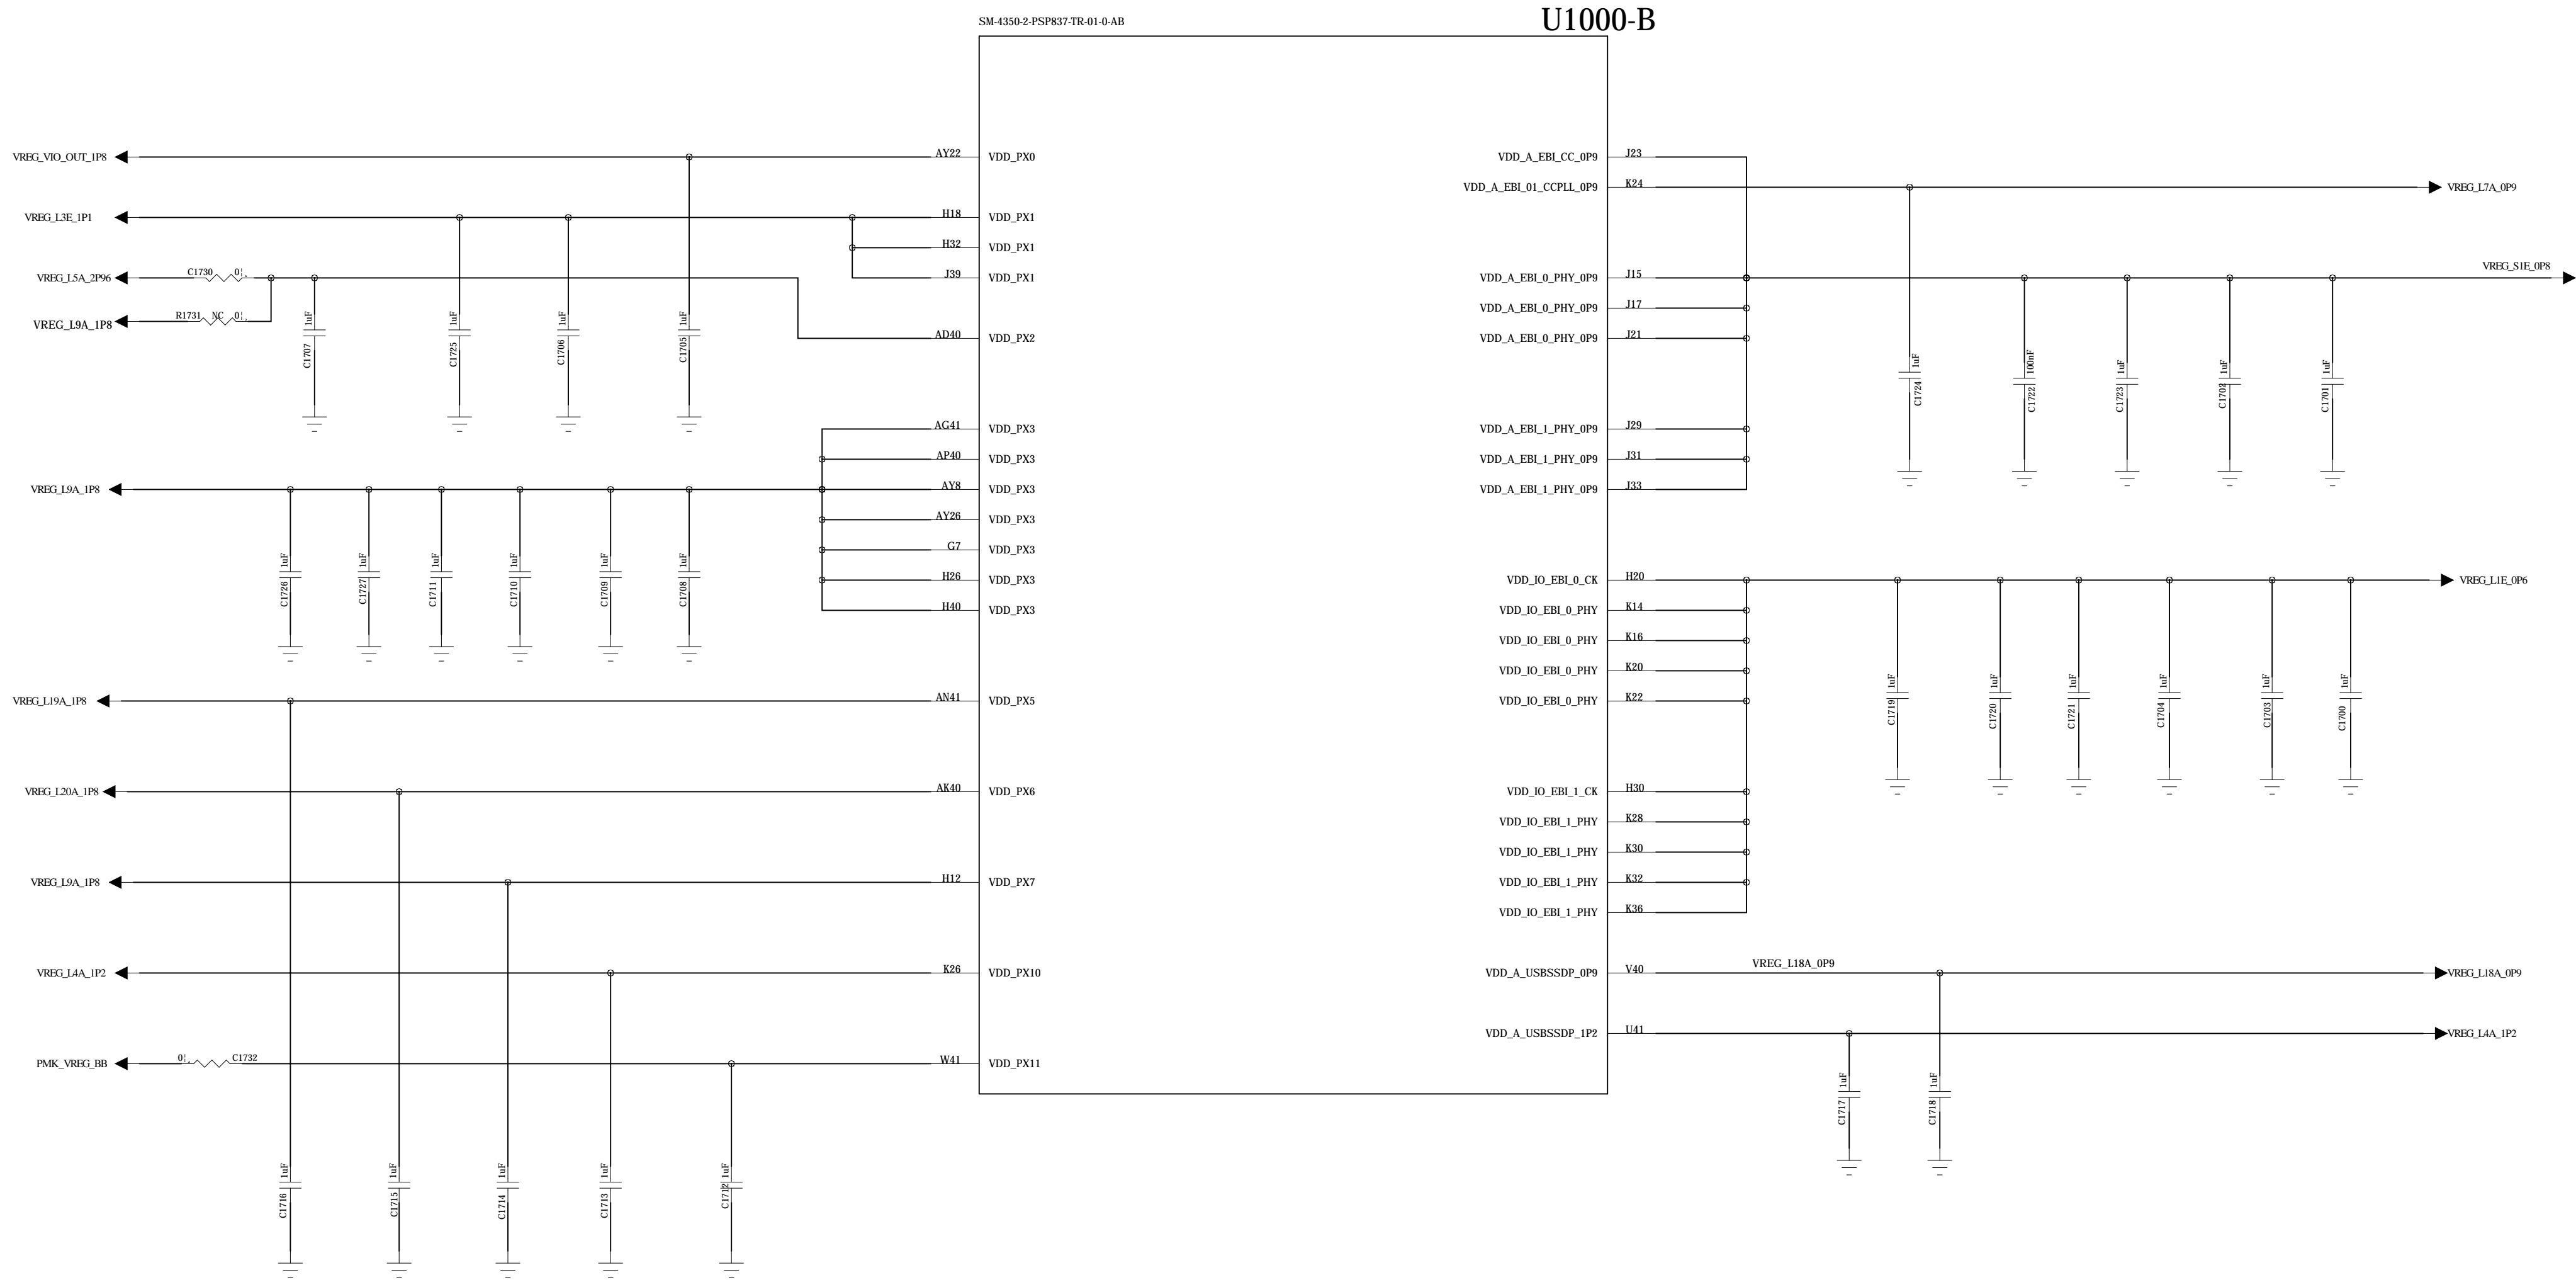 SM-4350-2-PSP837-TR-01-0-AB
U1000-B
VREG_VIO_OUT_1P8
AY22
VDD_PX0
VREG_L3E_1P1
H18
VDD_PX1
H32
VDD_PX1
VREG_L5A_2P96
C1730
0¦,
J39
VDD_PX1
VREG_L9A_1P8
R1731
NC
0¦,
C1707
1uF
C1725
1uF
C1706
1uF
C1705
1uF
AD40
VDD_PX2
AG41
VDD_PX3
AP40
VDD_PX3
VREG_L9A_1P8
AY8
VDD_PX3
AY26
VDD_PX3
G7
VDD_PX3
H26
VDD_PX3
H40
VDD_PX3
C1726
1uF
C1727
1uF
C1711
1uF
C1710
1uF
C1709
1uF
C1708
1uF
VREG_L19A_1P8
AN41
VDD_PX5
VREG_L20A_1P8
AK40
VDD_PX6
VREG_L9A_1P8
H12
VDD_PX7
VREG_L4A_1P2
K26
VDD_PX10
PMK_VREG_BB
0¦,
C1732
W41
VDD_PX11
C1716
1uF
C1715
1uF
C1714
1uF
C1713
1uF
C1712
1uF
VDD_A_EBI_CC_0P9
J23
VDD_A_EBI_01_CCPLL_0P9
K24
VREG_L7A_0P9
VDD_A_EBI_0_PHY_0P9
J15
VREG_S1E_0P8
VDD_A_EBI_0_PHY_0P9
J17
VDD_A_EBI_0_PHY_0P9
J21
C1724
1uF
C1722
100nF
C1723
1uF
C1702
1uF
C1701
1uF
VDD_A_EBI_1_PHY_0P9
J29
VDD_A_EBI_1_PHY_0P9
J31
VDD_A_EBI_1_PHY_0P9
J33
VDD_IO_EBI_0_CK
H20
VREG_L1E_0P6
VDD_IO_EBI_0_PHY
K14
VDD_IO_EBI_0_PHY
K16
VDD_IO_EBI_0_PHY
K20
VDD_IO_EBI_0_PHY
K22
C1719
1uF
C1720
1uF
C1721
1uF
C1704
1uF
C1703
1uF
C1700
1uF
VDD_IO_EBI_1_CK
H30
VDD_IO_EBI_1_PHY
K28
VDD_IO_EBI_1_PHY
K30
VDD_IO_EBI_1_PHY
K32
VDD_IO_EBI_1_PHY
K36
VDD_A_USBSSDP_0P9
V40
VREG_L18A_0P9
VREG_L18A_0P9
VDD_A_USBSSDP_1P2
U41
VREG_L4A_1P2
C1717
1uF
C1718
1uF